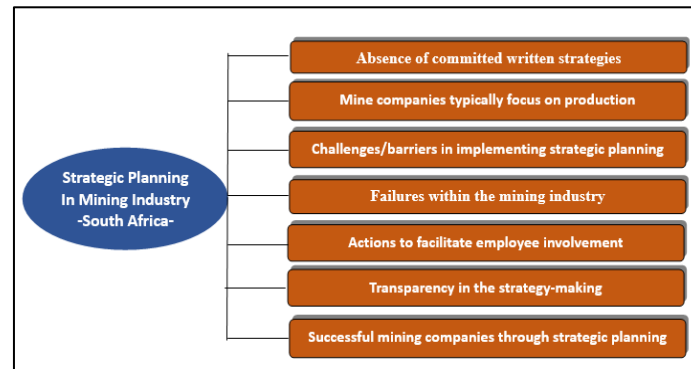 Strategic Planning
In Mining Industry
-South Africa-
Absence of committed written strategies
Mine companies typically focus on production
Challenges/barriers in implementing strategic planning
Failures within the mining industry
Actions to facilitate employee involvement
Transparency in the strategy-making
Successful mining companies through strategic planning